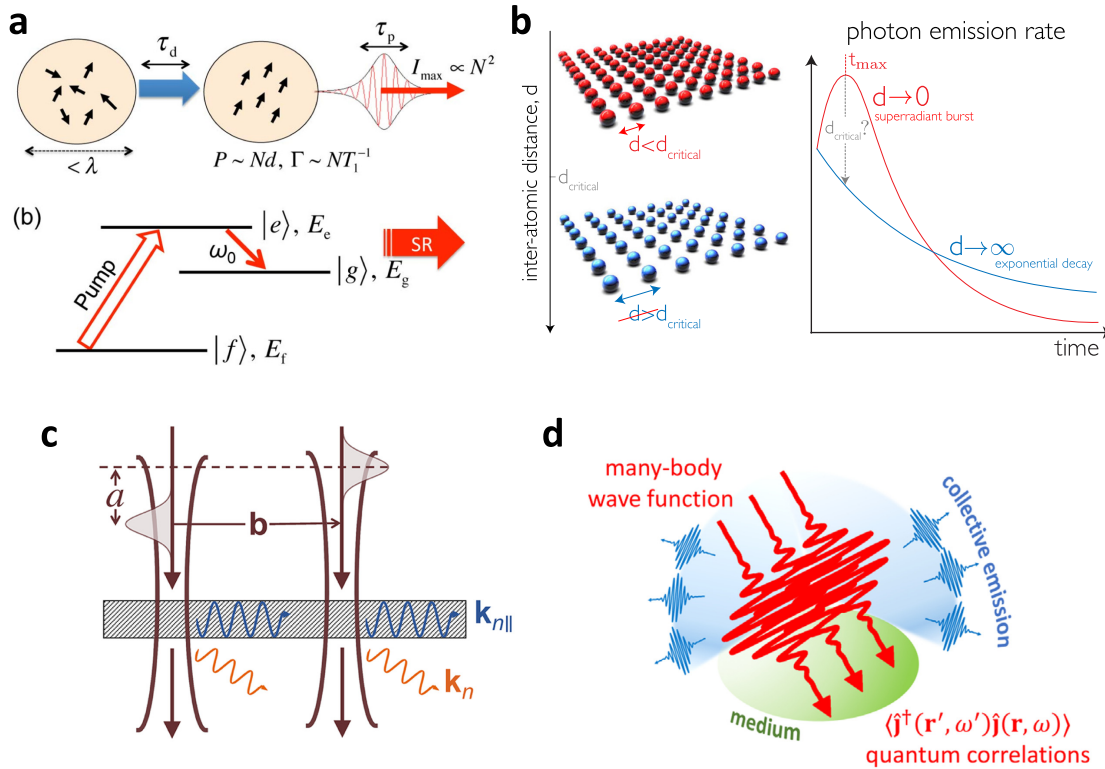 a
τd
τp
Imax ∝ N²
< λ
P ~ Nd, Γ ~ NT₁⁻¹
(b)
|e⟩, Ee
ω₀
SR
|g⟩, Eg
Pump
|f⟩, Ef
b
inter-atomic distance, d
d<dcritical
dcritical
d>dcritical
photon emission rate
tmax
d→0
superradiant burst
dcritical?
d→∞
exponential decay
time
c
a
b
kn||
kn
d
many-body
wave function
collective emission
medium
⟨ĵ†(r′, ω′)ĵ(r, ω)⟩
quantum correlations